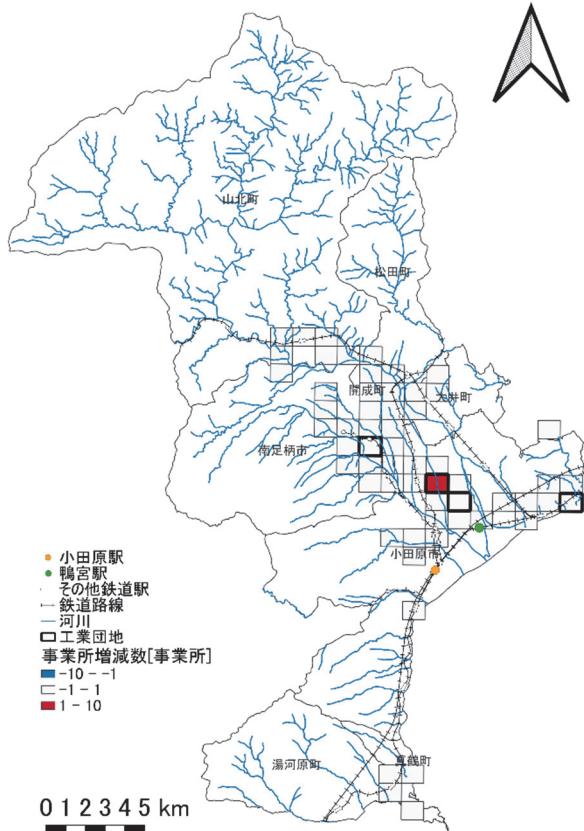 山北町
松田町
開成町
大井町
南足柄市
小田原市
小田原駅
鴨宮駅
その他鉄道駅
鉄道路線
河川
工業団地
事業所増減数[事業所]
-10 - -1
-1 - 1
1 - 10
湯河原町
真鶴町
0 1 2 3 4 5 km